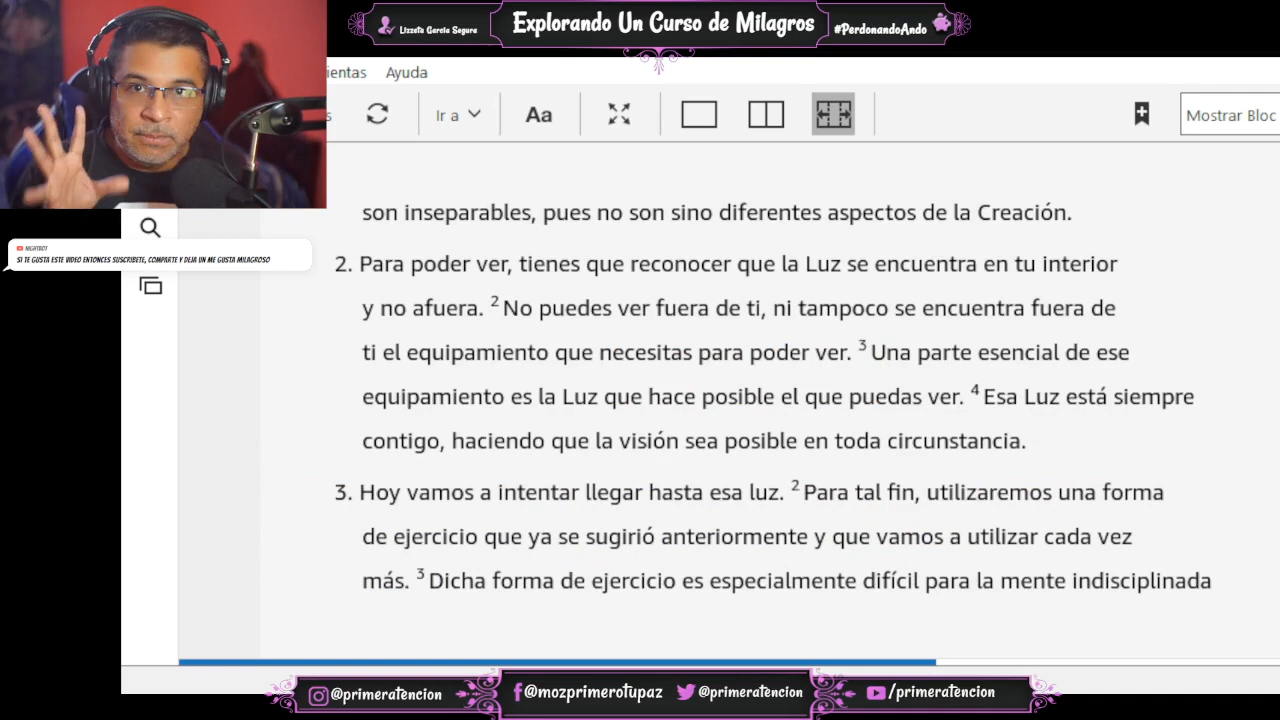 Lizzeta Garcia Segura
Explorando Un Curso de Milagros
#PerdonandoAndo
ientas Ayuda
s
Ir a
Aa
Mostrar Bloc
NIGHTBOT
SI TE GUSTA ESTE VIDEO ENTONCES SUSCRIBETE, COMPARTE Y DEJA UN ME GUSTA MILAGROSO
son inseparables, pues no son sino diferentes aspectos de la Creación.
2. Para poder ver, tienes que reconocer que la Luz se encuentra en tu interior
y no afuera. ² No puedes ver fuera de ti, ni tampoco se encuentra fuera de
ti el equipamiento que necesitas para poder ver. ³ Una parte esencial de ese
equipamiento es la Luz que hace posible el que puedas ver. ⁴ Esa Luz está siempre
contigo, haciendo que la visión sea posible en toda circunstancia.
3. Hoy vamos a intentar llegar hasta esa luz. ² Para tal fin, utilizaremos una forma
de ejercicio que ya se sugirió anteriormente y que vamos a utilizar cada vez
más. ³ Dicha forma de ejercicio es especialmente difícil para la mente indisciplinada
@primeratencion
@mozprimerotupaz
@primeratencion
/primeratencion